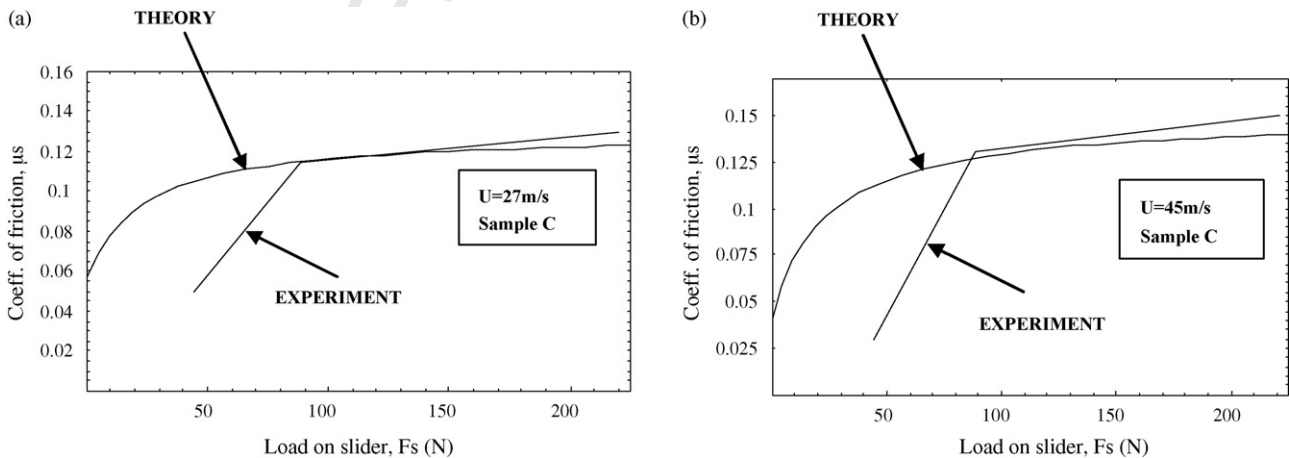 (a)
THEORY
0.16
0.14
0.12
0.1
0.08
0.06
0.04
0.02
Coeff. of friction, μs
U=27m/s
Sample C
EXPERIMENT
50
100
150
200
Load on slider, Fs (N)
(b)
THEORY
0.15
0.125
0.1
0.075
0.05
0.025
Coeff. of friction, μs
U=45m/s
Sample C
EXPERIMENT
50
100
150
200
Load on slider, Fs (N)